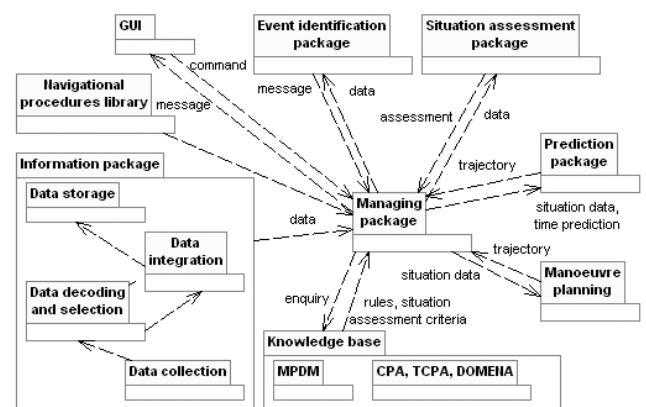 GUI
Event identification
package
Situation assessment
package
command
Navigational
procedures library
message
message
data
assessment
data
Information package
Data storage
Prediction
package
trajectory
Managing
package
situation data,
time prediction
data
Data
integration
trajectory
situation data
Manoeuvre
planning
Data decoding
and selection
enquiry
rules, situation
assessment criteria
Knowledge base
Data collection
MPDM
CPA, TCPA, DOMENA